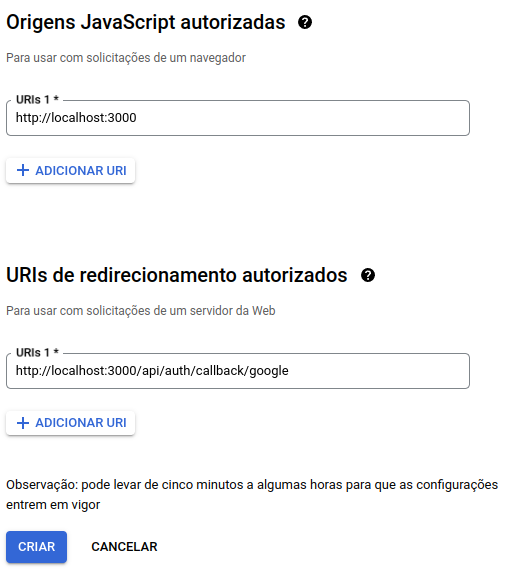 Origens JavaScript autorizadas ?
Para usar com solicitações de um navegador
URIs 1 *
http://localhost:3000
+ ADICIONAR URI
URIs de redirecionamento autorizados ?
Para usar com solicitações de um servidor da Web
URIs 1 *
http://localhost:3000/api/auth/callback/google
+ ADICIONAR URI
Observação: pode levar de cinco minutos a algumas horas para que as configurações
entrem em vigor
CRIAR CANCELAR